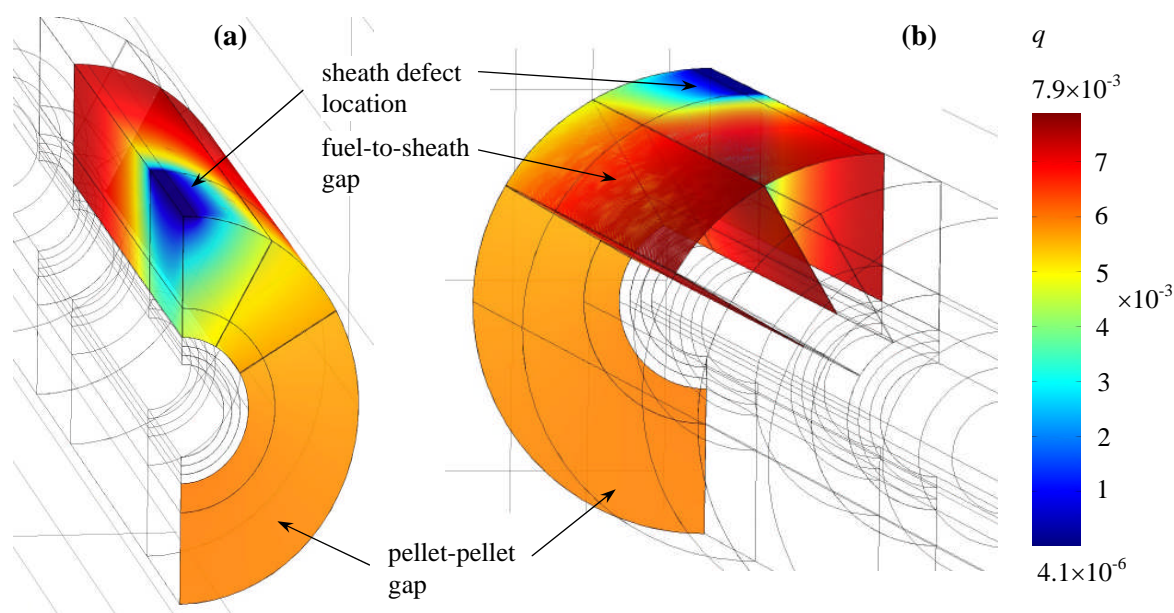 (a)
(b)
q
sheath defect
location
fuel-to-sheath
gap
pellet-pellet
gap
7.9×10⁻³
7
6
5
×10⁻³
4
3
2
1
4.1×10⁻⁶